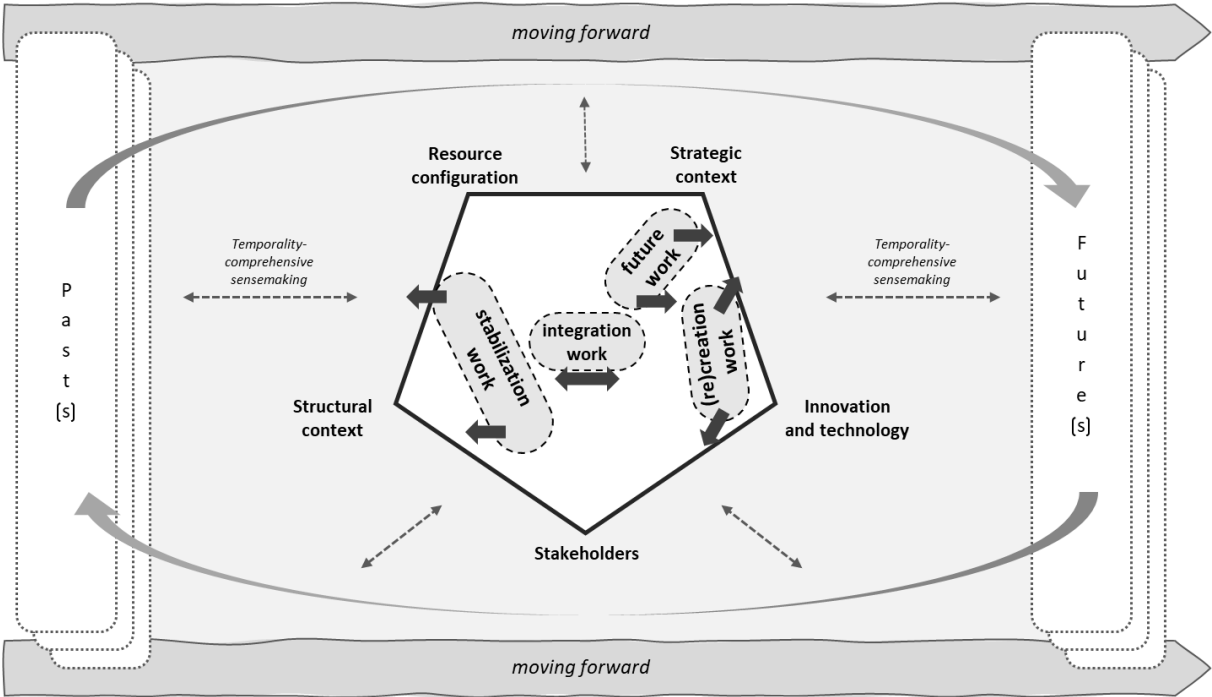 moving forward
Resource
configuration
Strategic
context
Temporality-
comprehensive
sensemaking
Temporality-
comprehensive
sensemaking
P
a
s
t
(s)
F
u
t
u
r
e
(s)
future
work
stabilization
work
integration
work
(re)creation
work
Structural
context
Innovation
and technology
Stakeholders
moving forward